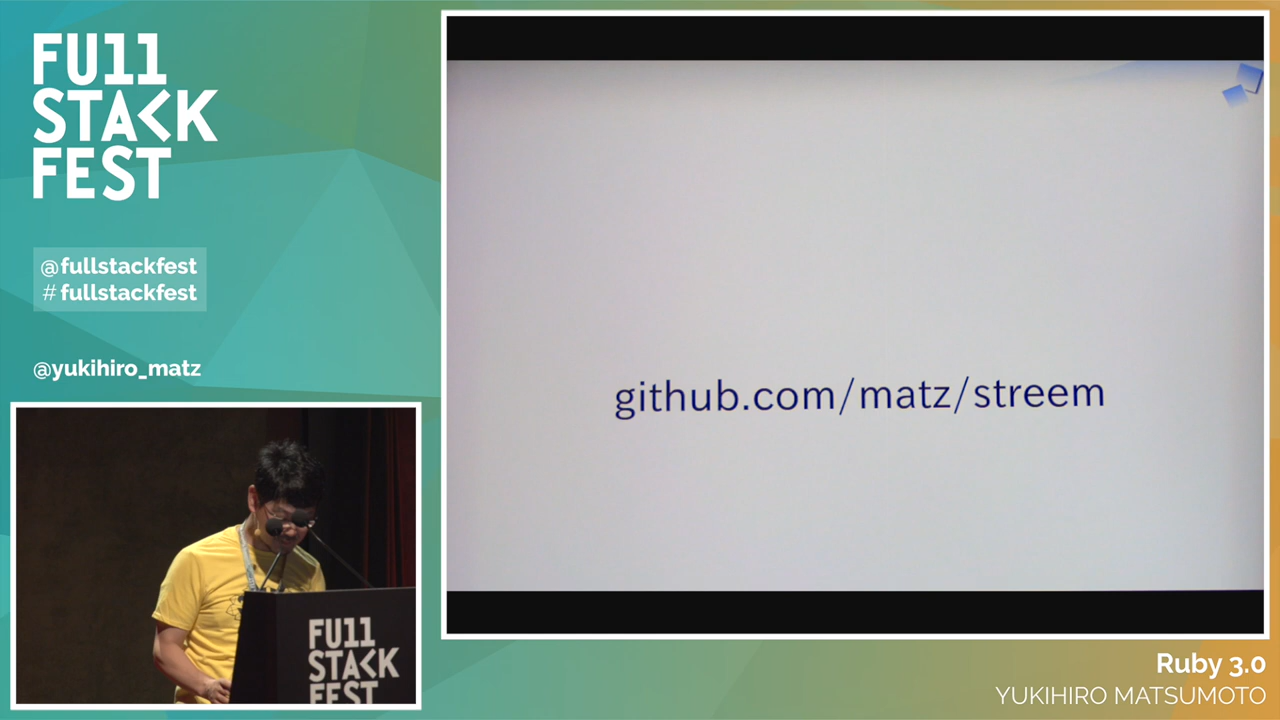 FU11
STACK
FEST
@fullstackfest
# fullstackfest
@yukihiro_matz
github.com/matz/streem
FU11
STACK
FEST
Ruby 3.0
YUKIHIRO MATSUMOTO